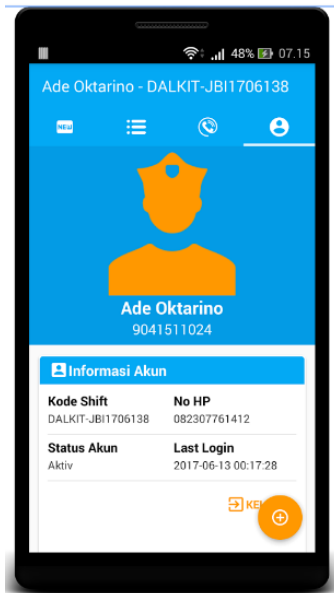 48% 07.15
Ade Oktarino - DALKIT-JBI1706138
NEW
Ade Oktarino
9041511024
Informasi Akun
Kode Shift No HP
DALKIT-JBI1706138 082307761412
Status Akun Last Login
Aktiv 2017-06-13 00:17:28